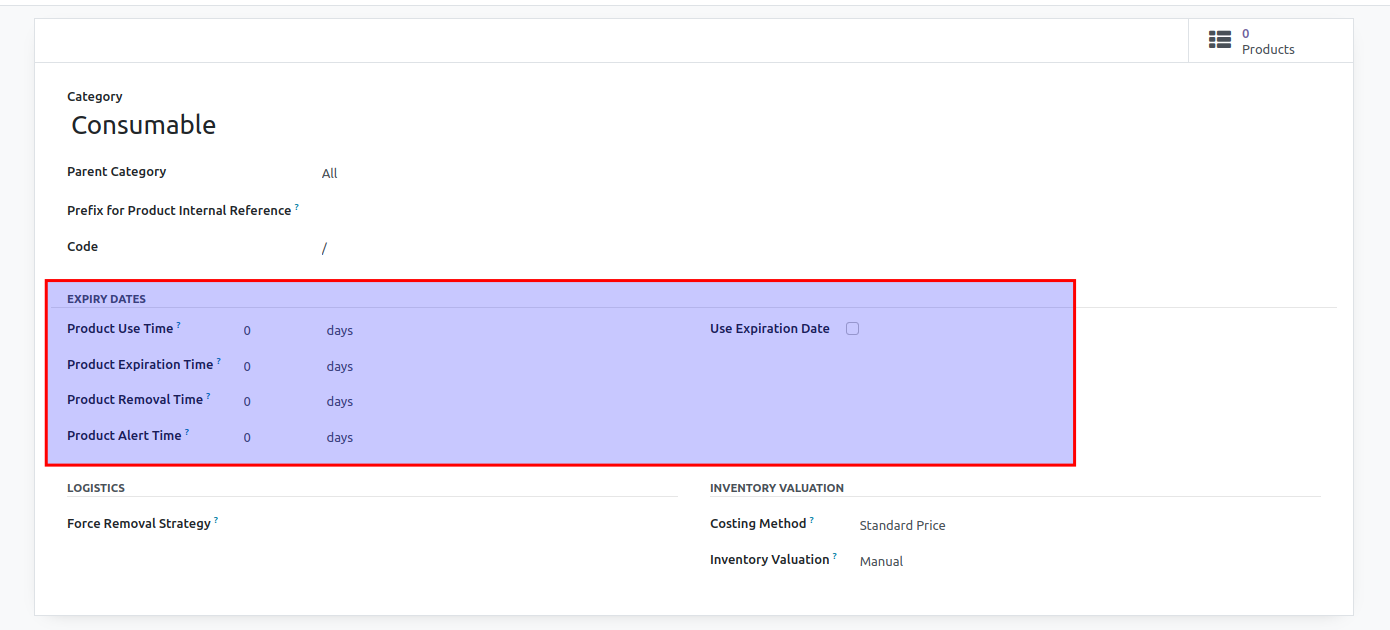 0
Products
Category
Consumable
Parent Category All
Prefix for Product Internal Reference ?
Code /
EXPIRY DATES
Product Use Time ? 0 days Use Expiration Date
Product Expiration Time ? 0 days
Product Removal Time ? 0 days
Product Alert Time ? 0 days
LOGISTICS INVENTORY VALUATION
Force Removal Strategy ? Costing Method ? Standard Price
Inventory Valuation ? Manual